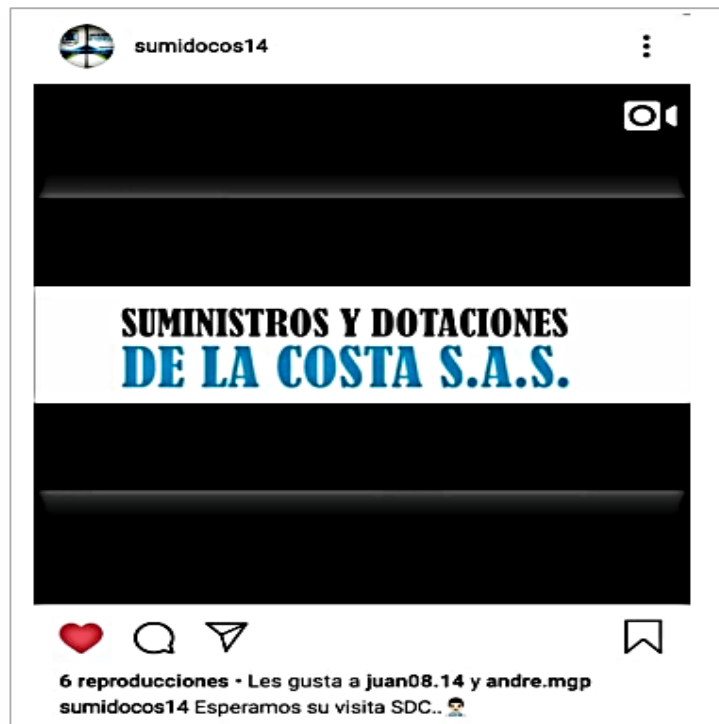 sumidocos14
SUMINISTROS Y DOTACIONES
DE LA COSTA S.A.S.
6 reproducciones · Les gusta a juan08.14 y andre.mgp
sumidocos14 Esperamos su visita SDC..👨🏻‍⚕️